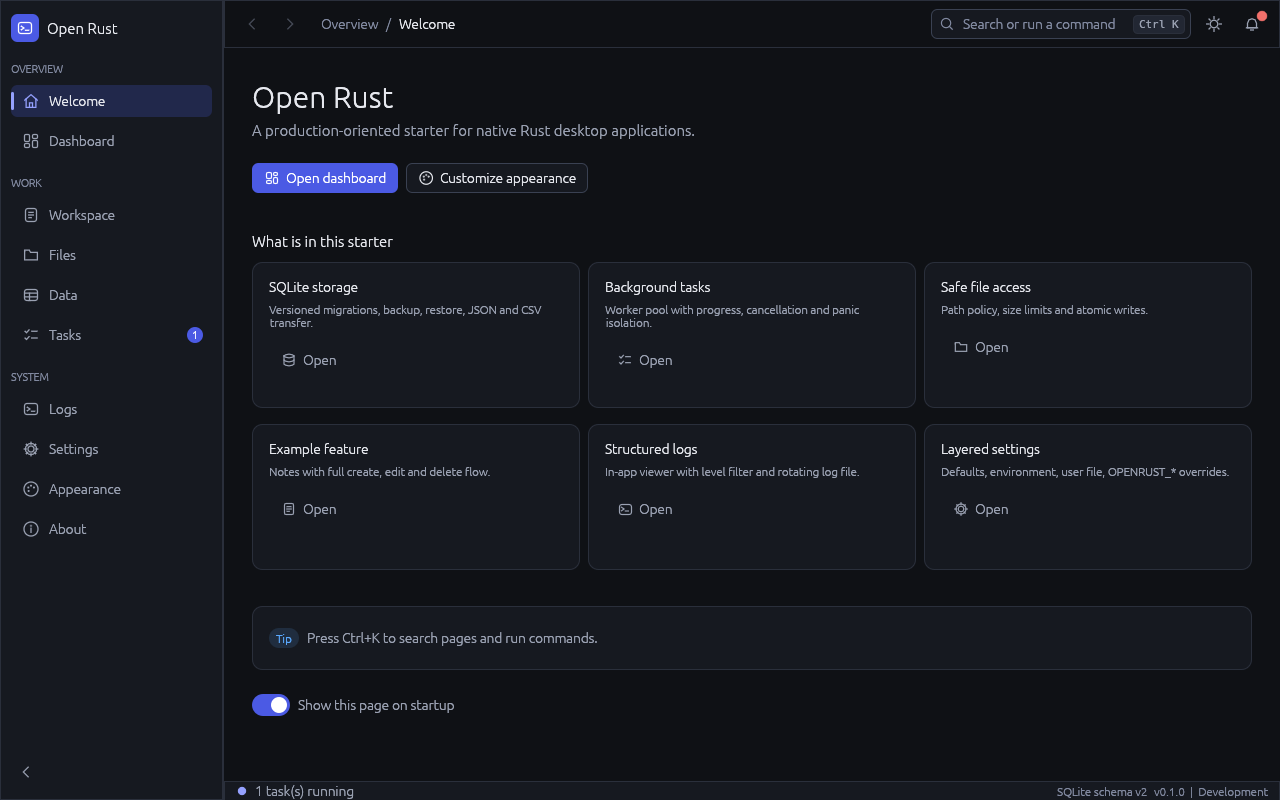 Open Rust
OVERVIEW
Welcome
Dashboard
WORK
Workspace
Files
Data
Tasks 1
SYSTEM
Logs
Settings
Appearance
About
Overview / Welcome
Search or run a command Ctrl K
Open Rust
A production-oriented starter for native Rust desktop applications.
Open dashboard
Customize appearance
What is in this starter
SQLite storage
Versioned migrations, backup, restore, JSON and CSV
transfer.
Open
Background tasks
Worker pool with progress, cancellation and panic
isolation.
Open
Safe file access
Path policy, size limits and atomic writes.
Open
Example feature
Notes with full create, edit and delete flow.
Open
Structured logs
In-app viewer with level filter and rotating log file.
Open
Layered settings
Defaults, environment, user file, OPENRUST_* overrides.
Open
Tip Press Ctrl+K to search pages and run commands.
Show this page on startup
1 task(s) running
SQLite schema v2 v0.1.0 | Development